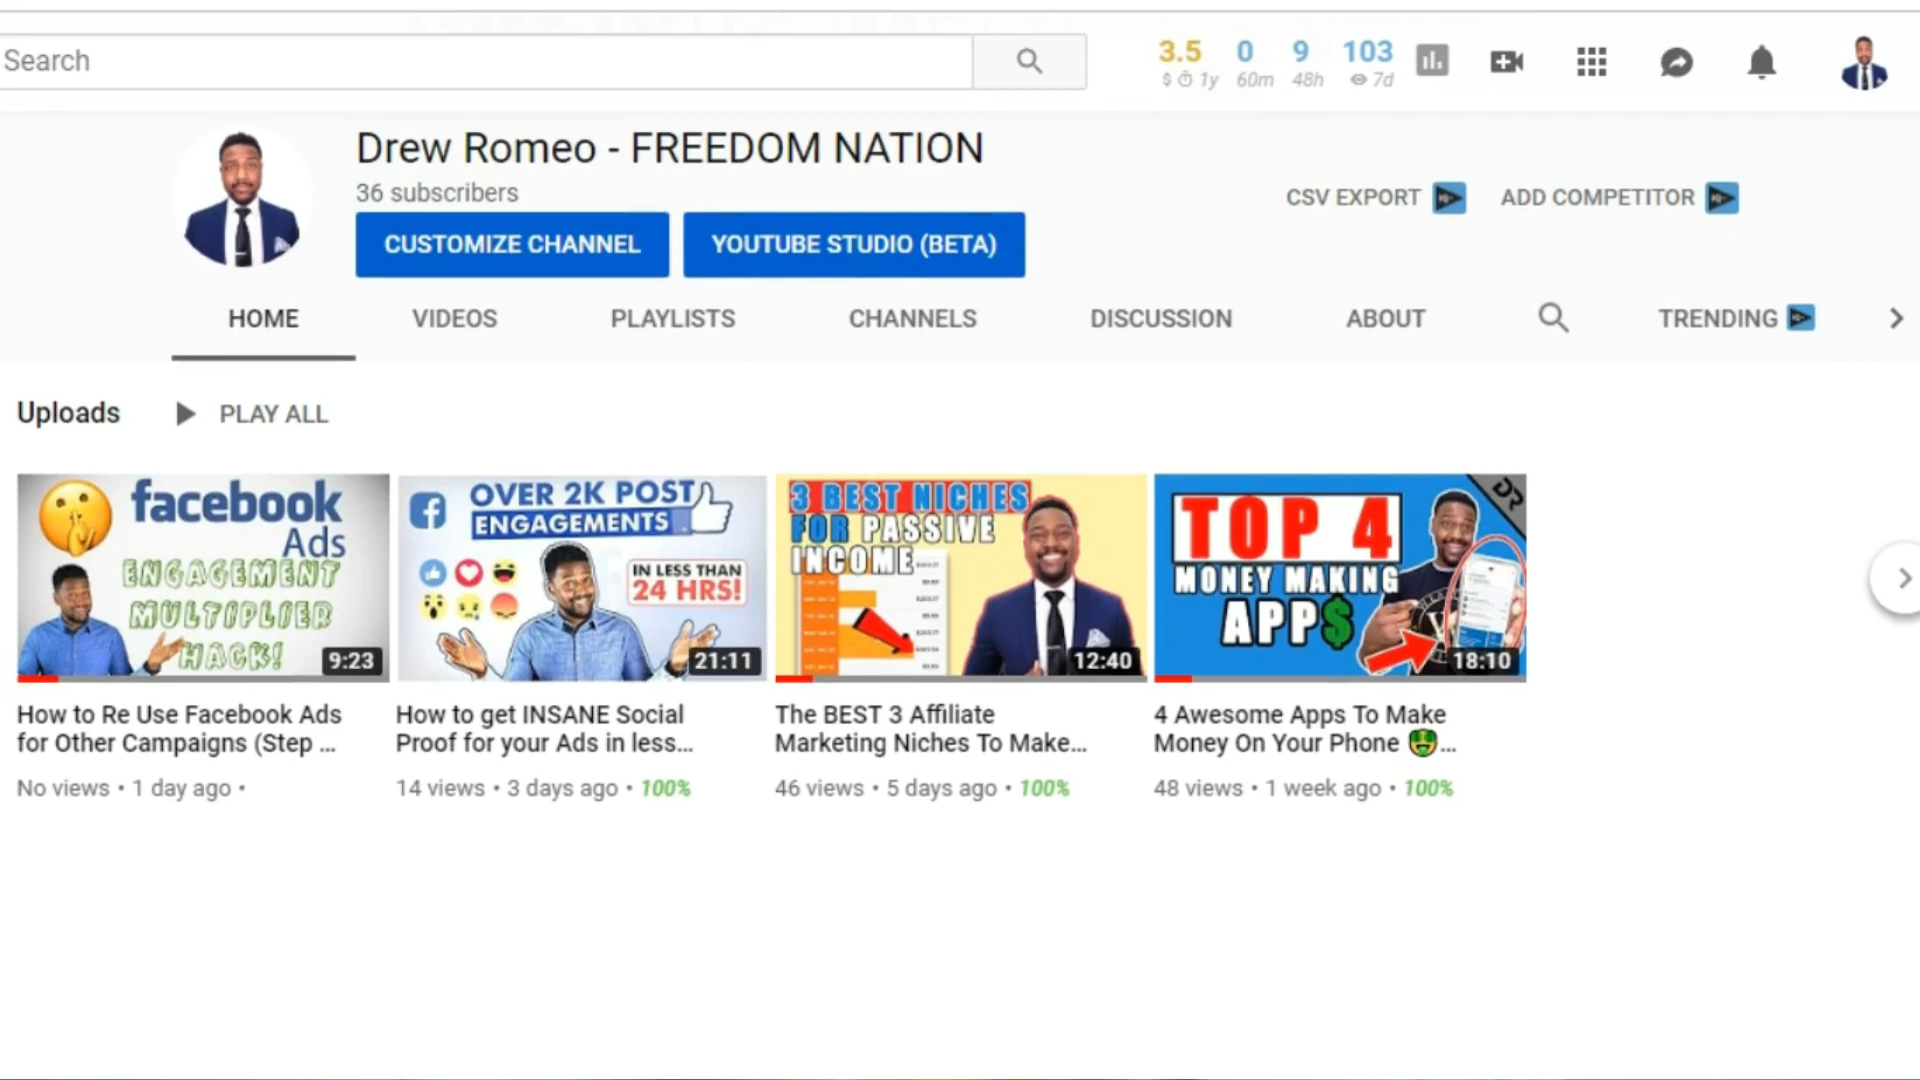 Search
3.5 0 9 103
$ 1y 60m 48h 7d
Drew Romeo - FREEDOM NATION
36 subscribers
CSV EXPORT ADD COMPETITOR
CUSTOMIZE CHANNEL YOUTUBE STUDIO (BETA)
HOME VIDEOS PLAYLISTS CHANNELS DISCUSSION ABOUT TRENDING
Uploads PLAY ALL
facebook
Ads
ENGAGEMENT
MULTIPLIER
HACK!
9:23
How to Re Use Facebook Ads
for Other Campaigns (Step ...
No views • 1 day ago •
OVER 2K POST
ENGAGEMENTS
IN LESS THAN
24 HRS!
21:11
How to get INSANE Social
Proof for your Ads in less...
14 views • 3 days ago • 100%
3 BEST NICHES
FOR PASSIVE
INCOME
12:40
The BEST 3 Affiliate
Marketing Niches To Make...
46 views • 5 days ago • 100%
DR
TOP 4
MONEY MAKING
APP$
18:10
4 Awesome Apps To Make
Money On Your Phone 🤑...
48 views • 1 week ago • 100%